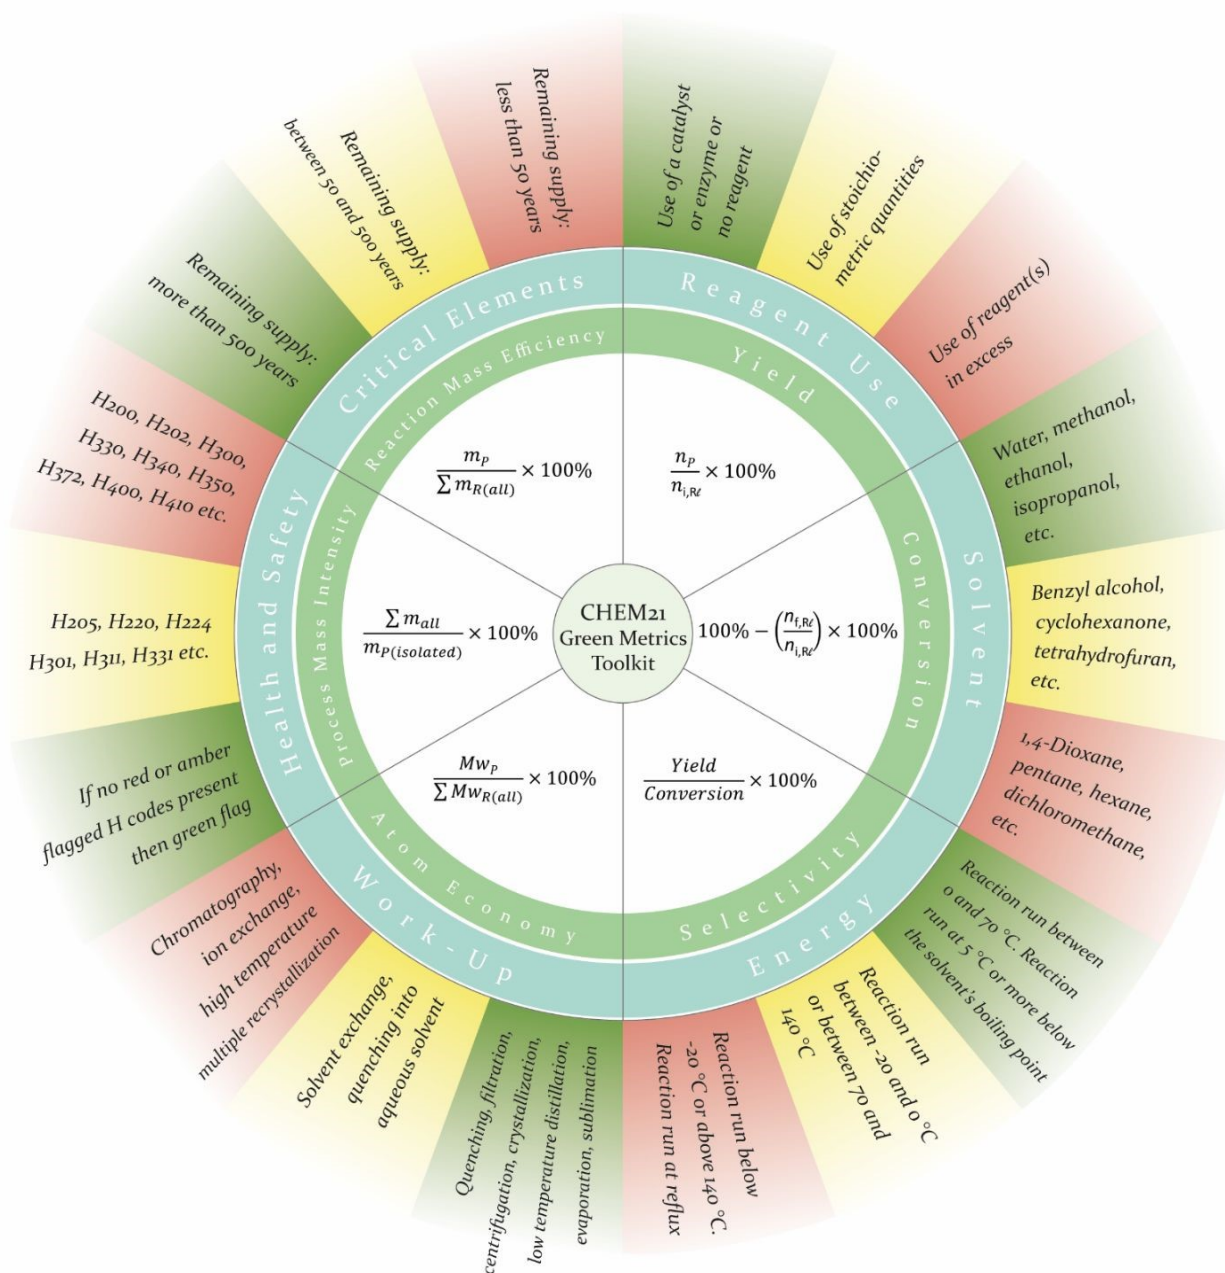 CHEM21
Green Metrics
Toolkit
Reagent Use
Use of a catalyst
or enzyme or
no reagent
Use of stoichio-
metric quantities
Use of reagent(s)
in excess
Solvent
Water, methanol,
ethanol,
isopropanol,
etc.
Benzyl alcohol,
cyclohexanone,
tetrahydrofuran,
etc.
1,4-Dioxane,
pentane, hexane,
dichloromethane,
etc.
Energy
Reaction run between
0 and 70 °C. Reaction
run at 5 °C or more below
the solvent's boiling point
Reaction run
between -20 and 0 °C
or between 70 and
140 °C
Reaction run below
-20 °C or above 140 °C.
Reaction run at reflux
Work-Up
Quenching, filtration,
centrifugation, crystallization,
low temperature distillation,
evaporation, sublimation
Solvent exchange,
quenching into
aqueous solvent
Chromatography,
ion exchange,
high temperature
multiple recrystallization
Health and Safety
If no red or amber
flagged H codes present
then green flag
H205, H220, H224
H301, H311, H331 etc.
H200, H202, H300,
H330, H340, H350,
H372, H400, H410 etc.
Critical Elements
Remaining supply:
more than 500 years
Remaining supply:
between 50 and 500 years
Remaining supply:
less than 50 years
Yield
n_P / n_i,Rℓ × 100%
Conversion
100% − (n_f,Rℓ / n_i,Rℓ) × 100%
Selectivity
Yield / Conversion × 100%
Atom Economy
Mw_P / ∑ Mw_R(all) × 100%
Process Mass Intensity
∑ m_all / m_P(isolated) × 100%
Reaction Mass Efficiency
m_P / ∑ m_R(all) × 100%